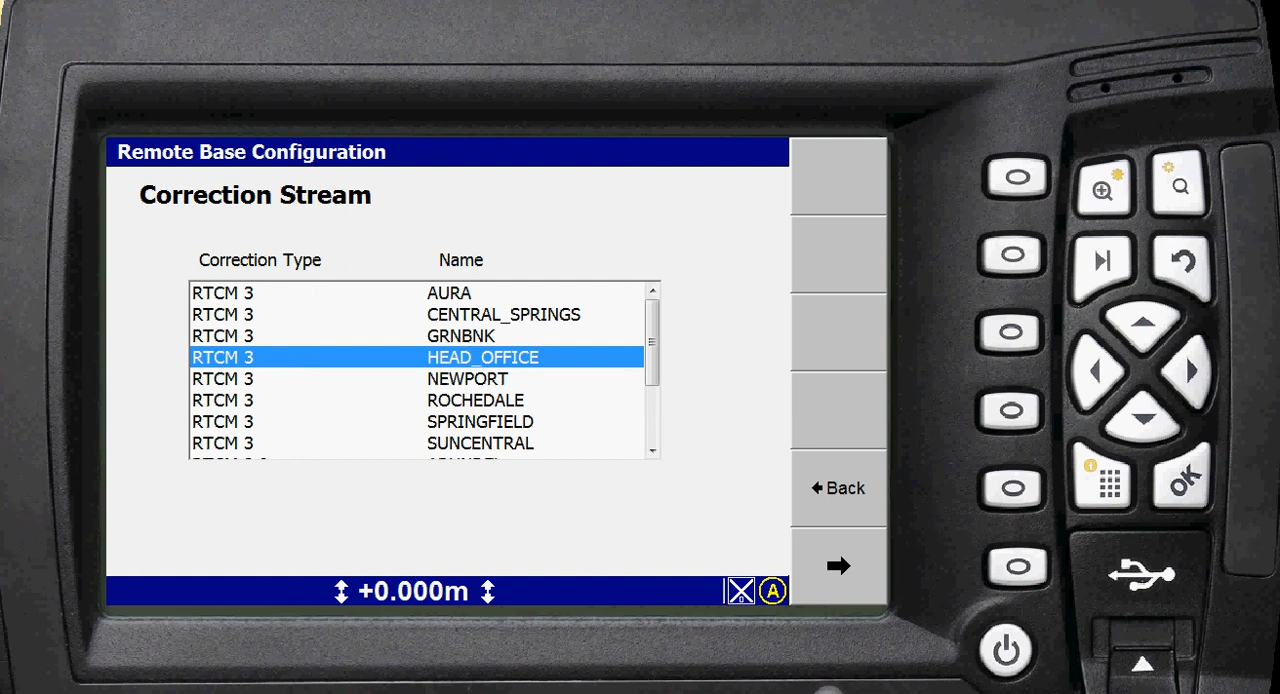 Remote Base Configuration
Correction Stream
Correction Type Name
RTCM 3 AURA
RTCM 3 CENTRAL_SPRINGS
RTCM 3 GRNBNK
RTCM 3 HEAD_OFFICE
RTCM 3 NEWPORT
RTCM 3 ROCHEDALE
RTCM 3 SPRINGFIELD
RTCM 3 SUNCENTRAL
Back
+0.000m
A
OK